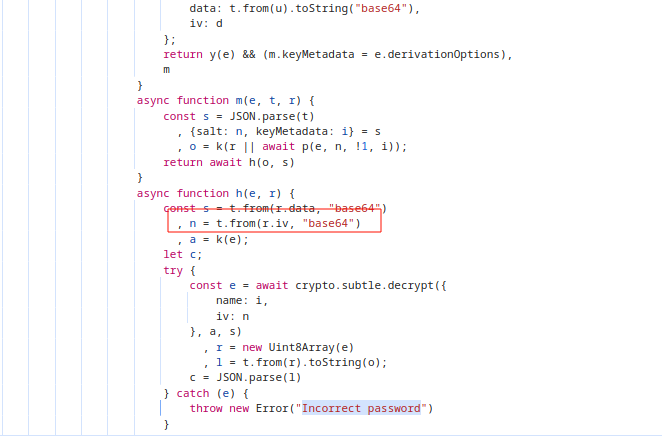 data: t.from(u).toString("base64"),
iv: d
};
return y(e) && (m.keyMetadata = e.derivationOptions),
m
}
async function m(e, t, r) {
const s = JSON.parse(t)
, {salt: n, keyMetadata: i} = s
, o = k(r || await p(e, n, !1, i));
return await h(o, s)
}
async function h(e, r) {
const s = t.from(r.data, "base64")
, n = t.from(r.iv, "base64")
, a = k(e);
let c;
try {
const e = await crypto.subtle.decrypt({
name: i,
iv: n
}, a, s)
, r = new Uint8Array(e)
, l = t.from(r).toString(o);
c = JSON.parse(l)
} catch (e) {
throw new Error("Incorrect password")
}